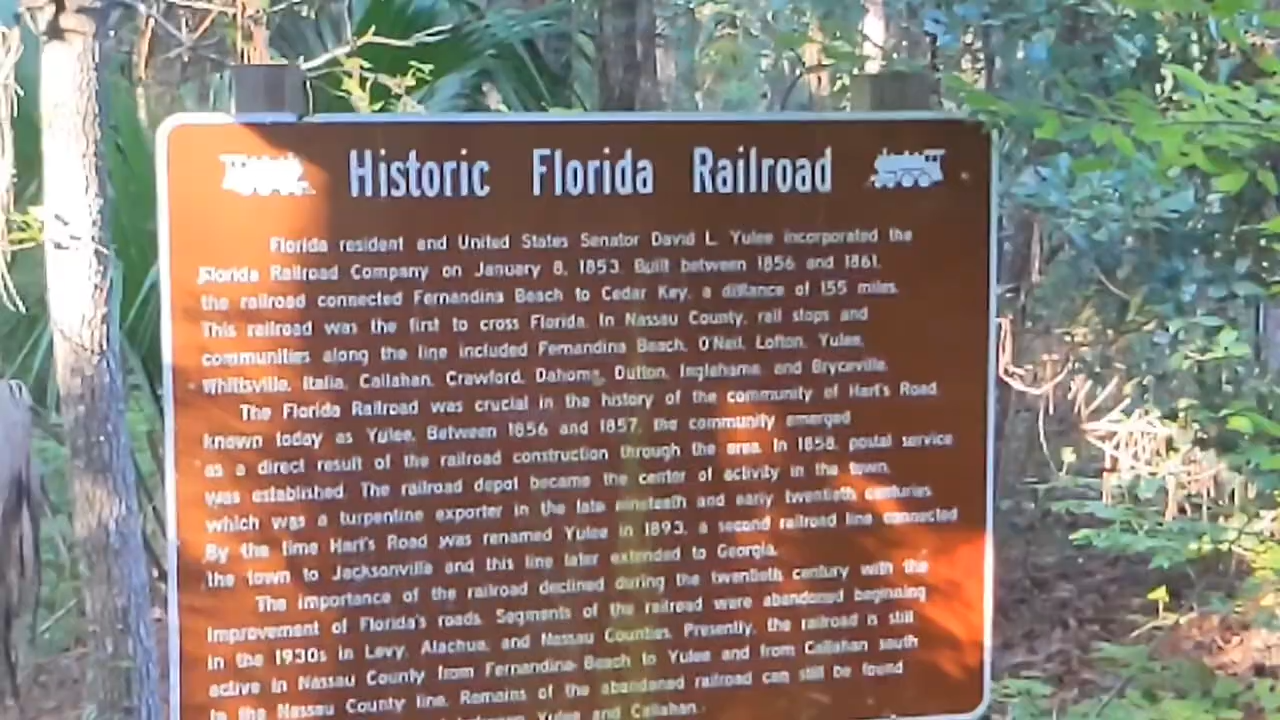 Historic Florida Railroad
Florida resident and United States Senator David L. Yulee incorporated the
Florida Railroad Company on January 8, 1853. Built between 1856 and 1861,
the railroad connected Fernandina Beach to Cedar Key, a distance of 155 miles.
This railroad was the first to cross Florida. In Nassau County, rail stops and
communities along the line included Fernandina Beach, O'Neil, Lofton, Yulee,
Whittsville, Italia, Callahan, Crawford, Dahoma, Dutton, Inglehame and Bryceville.
The Florida Railroad was crucial in the history of the community of Hart's Road,
known today as Yulee. Between 1856 and 1857, the community emerged
as a direct result of the railroad construction through the area. In 1858, postal service
was established. The railroad depot became the center of activity in the town,
which was a turpentine exporter in the late nineteeth and early twentieth centuries.
By the time Hart's Road was renamed Yulee in 1893, a second railroad line connected
the town to Jacksonville and this line later extended to Georgia.
The importance of the railroad declined during the twentieth century with the
improvement of Florida's roads. Segments of the railroad were abandoned beginning
in the 1930s in Levy, Alachua, and Nassau Counties. Presently, the railroad is still
active in Nassau County from Fernandina Beach to Yulee and from Callahan south
to the Nassau County line. Remains of the abandoned railroad can still be found
between Yulee and Callahan.